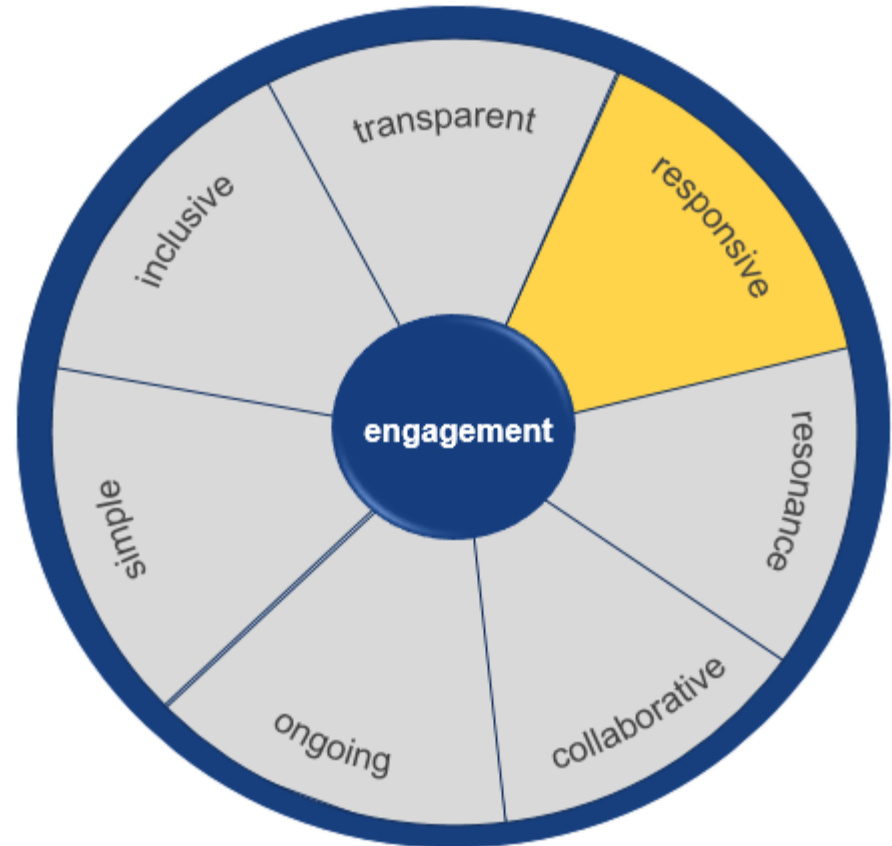 transparent
responsive
resonance
collaborative
ongoing
simple
inclusive
engagement